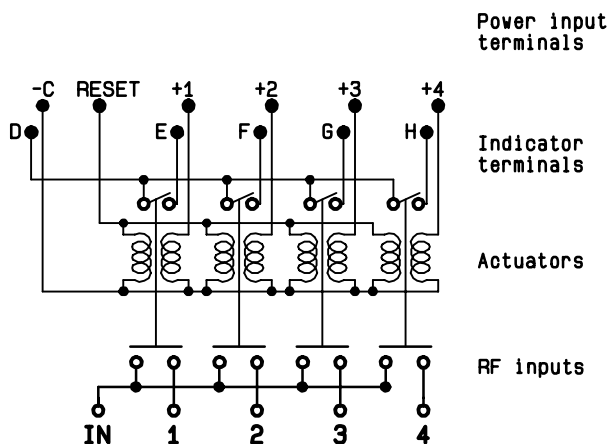 Power input
terminals
-C RESET +1 +2 +3 +4
D E F G H
Indicator
terminals
Actuators
RF inputs
IN 1 2 3 4